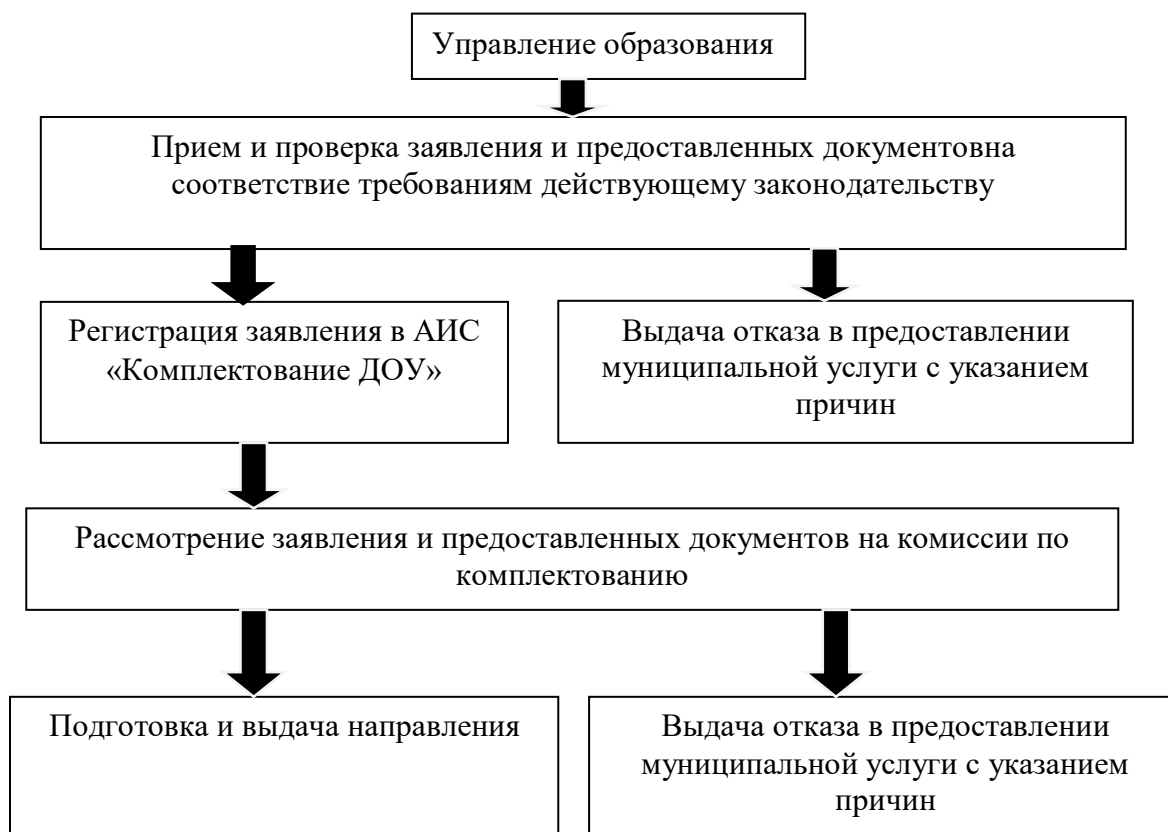 Управление образования
Прием и проверка заявления и предоставленных документовна
соответствие требованиям действующему законодательству
Регистрация заявления в АИС
«Комплектование ДОУ»
Выдача отказа в предоставлении
муниципальной услуги с указанием
причин
Рассмотрение заявления и предоставленных документов на комиссии по
комплектованию
Подготовка и выдача направления
Выдача отказа в предоставлении
муниципальной услуги с указанием
причин